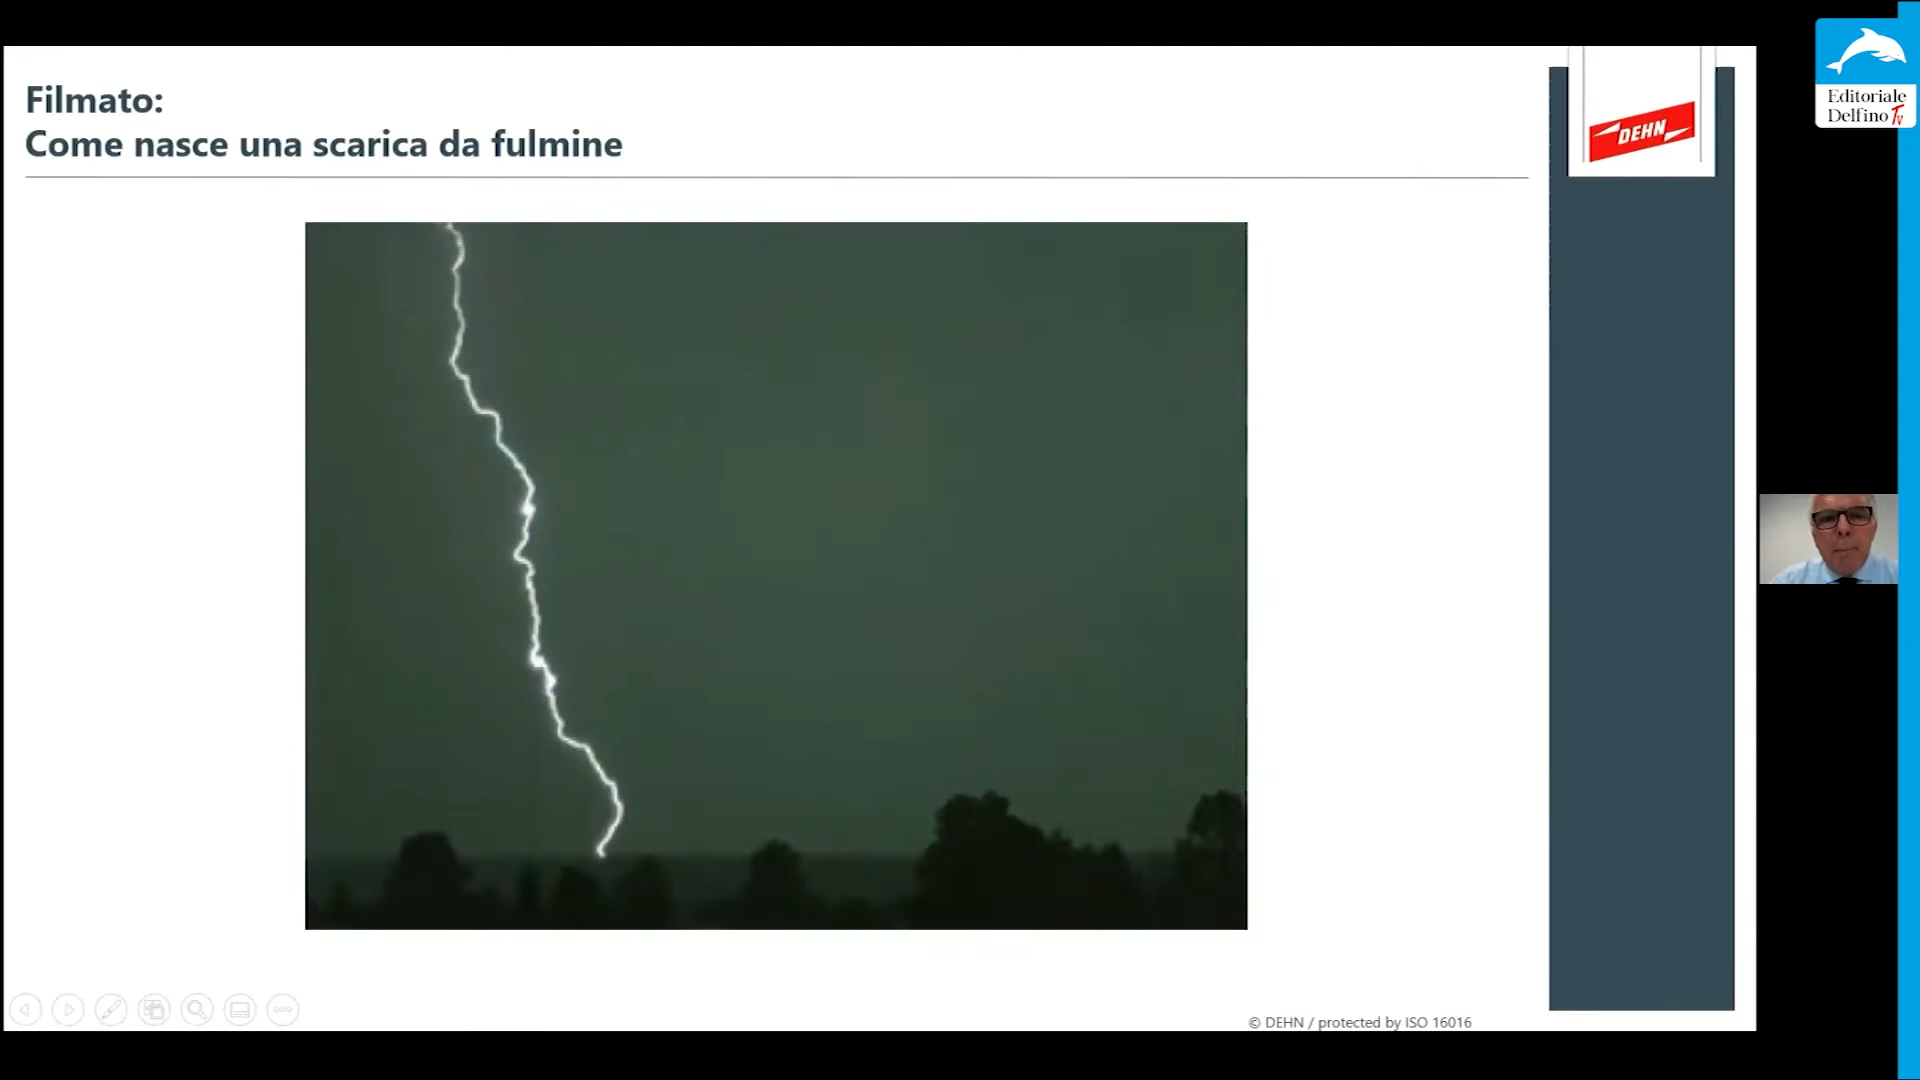 Filmato:
Come nasce una scarica da fulmine
DEHN
Editoriale
Delfino Tv
© DEHN / protected by ISO 16016